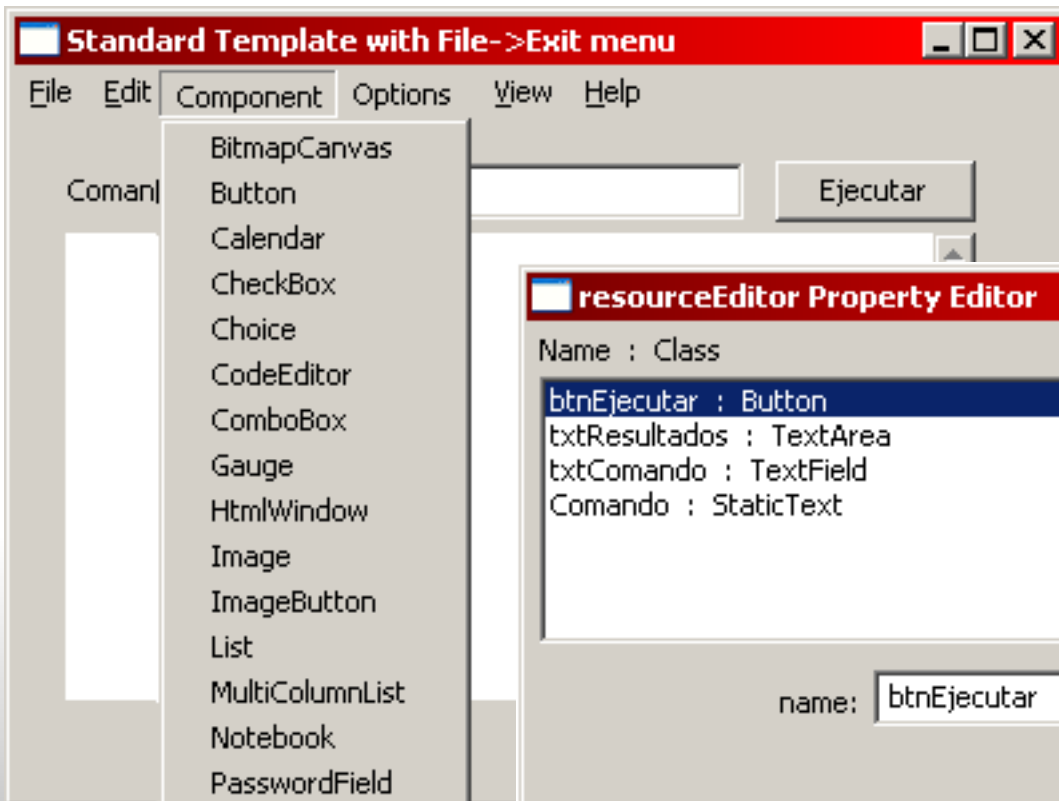 Standard Template with File->Exit menu
File Edit Component Options View Help
BitmapCanvas
Button
Calendar
CheckBox
Choice
CodeEditor
ComboBox
Gauge
HtmlWindow
Image
ImageButton
List
MultiColumnList
Notebook
PasswordField
Coman
Ejecutar
resourceEditor Property Editor
Name : Class
btnEjecutar : Button
txtResultados : TextArea
txtComando : TextField
Comando : StaticText
name: btnEjecutar